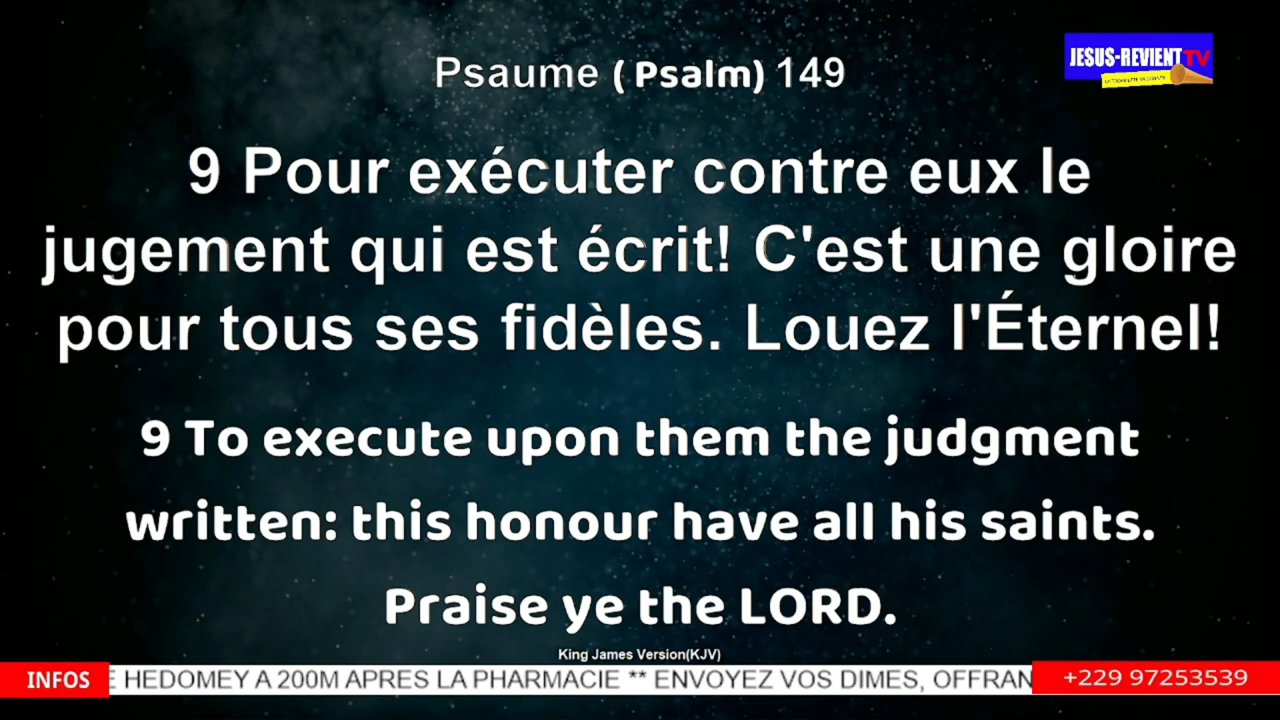 Psaume ( Psalm) 149
JESUS-REVIENT TV
9 Pour exécuter contre eux le
jugement qui est écrit! C'est une gloire
pour tous ses fidèles. Louez l'Éternel!
9 To execute upon them the judgment
written: this honour have all his saints.
Praise ye the LORD.
King James Version(KJV)
INFOS HEDOMEY A 200M APRES LA PHARMACIE ** ENVOYEZ VOS DIMES, OFFRAN +229 97253539